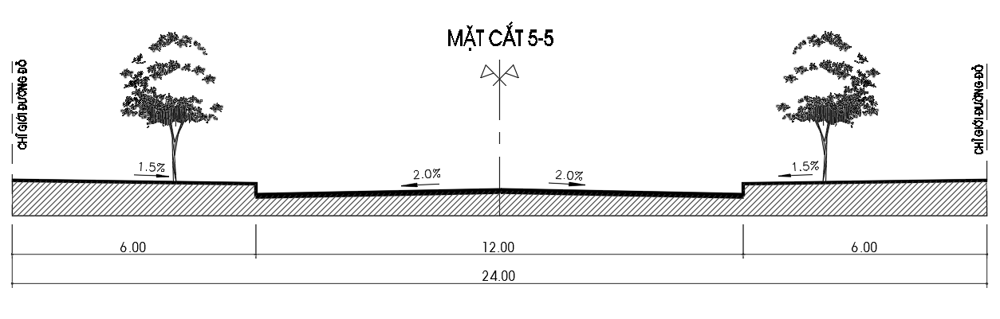 MẶT CẮT 5-5
CHỈ GIỚI ĐƯỜNG ĐỎ
CHỈ GIỚI ĐƯỜNG ĐỎ
1.5%
2.0%
2.0%
1.5%
6.00
12.00
6.00
24.00